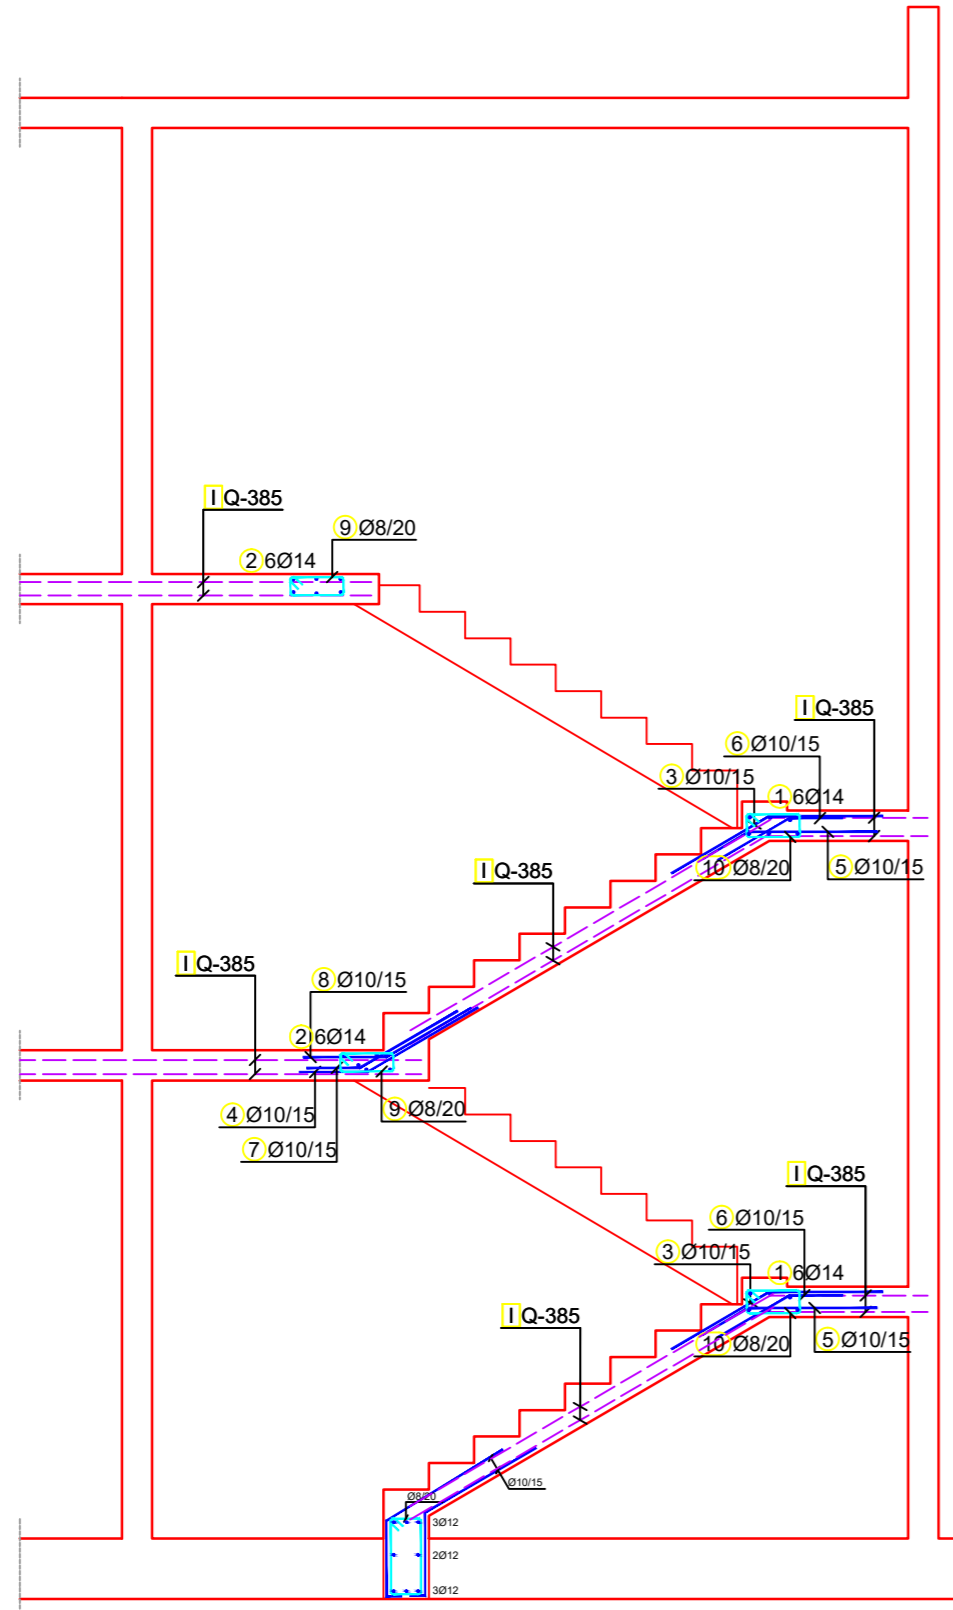 I Q-385
9 Ø8/20
2 6Ø14
I Q-385
6 Ø10/15
3 Ø10/15
1 6Ø14
10 Ø8/20
5 Ø10/15
I Q-385
I Q-385
8 Ø10/15
2 6Ø14
4 Ø10/15
9 Ø8/20
7 Ø10/15
I Q-385
6 Ø10/15
3 Ø10/15
1 6Ø14
I Q-385
10 Ø8/20
5 Ø10/15
Ø10/15
Ø8/20
3Ø12
2Ø12
3Ø12